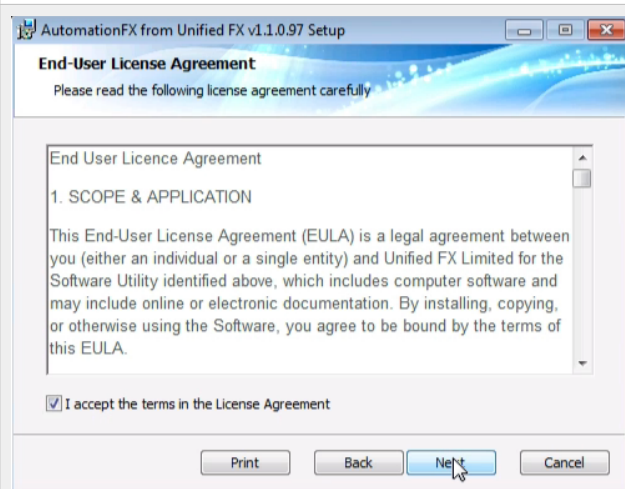 AutomationFX from Unified FX v1.1.0.97 Setup
End-User License Agreement
Please read the following license agreement carefully
End User Licence Agreement
1. SCOPE & APPLICATION
This End-User License Agreement (EULA) is a legal agreement between
you (either an individual or a single entity) and Unified FX Limited for the
Software Utility identified above, which includes computer software and
may include online or electronic documentation. By installing, copying,
or otherwise using the Software, you agree to be bound by the terms of
this EULA.
I accept the terms in the License Agreement
Print Back Next Cancel